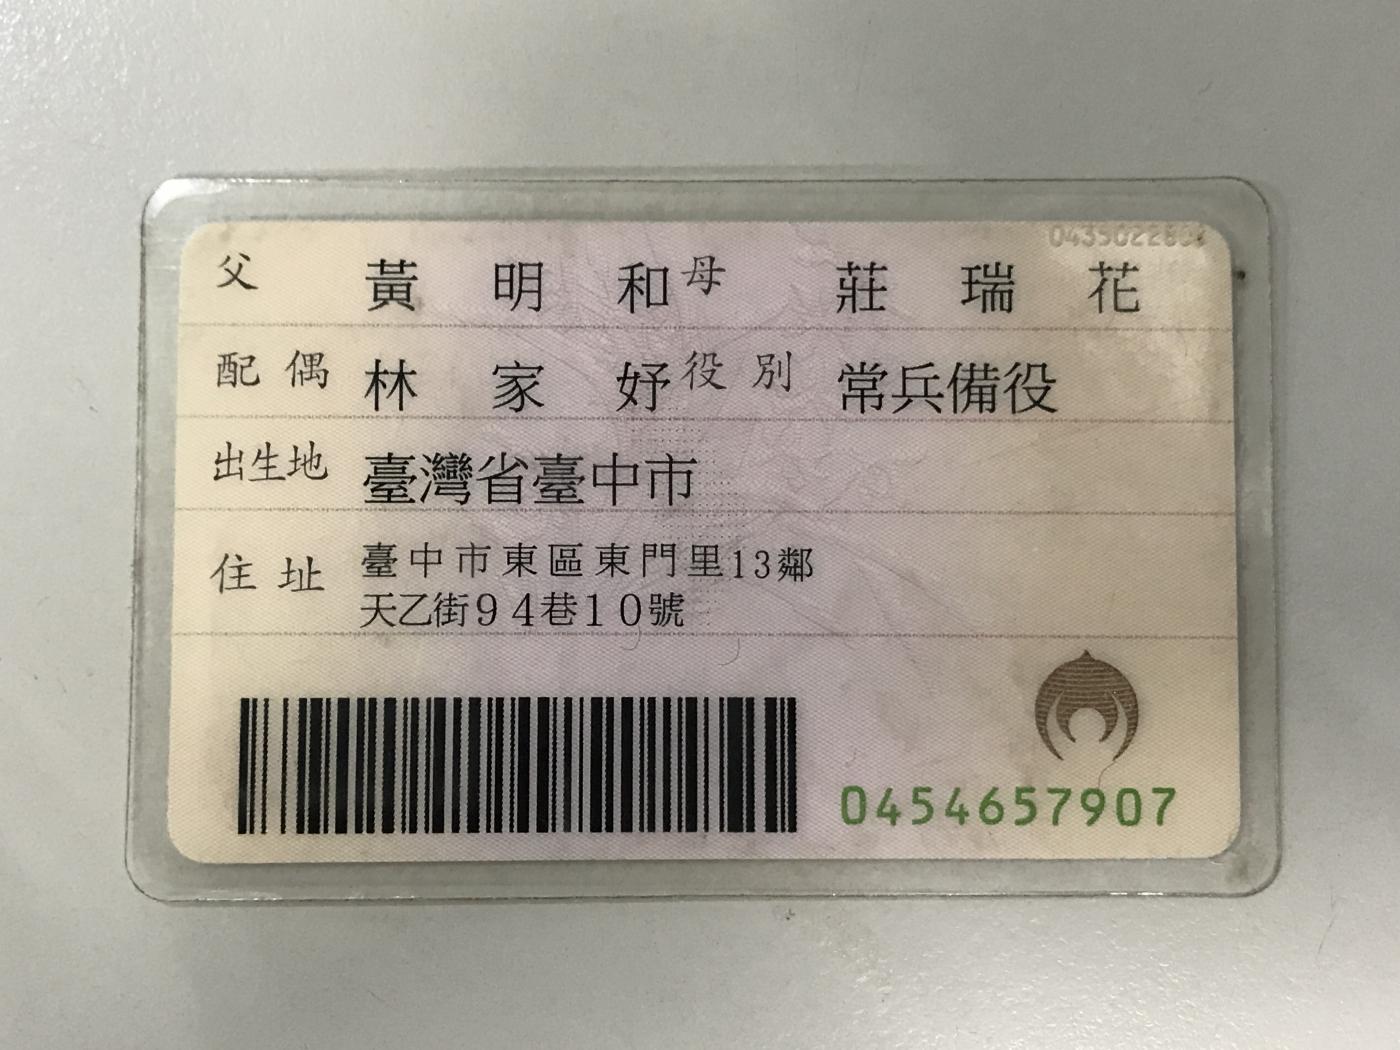 父 黃明和 母 莊瑞花
配偶 林家妤 役別 常兵備役
出生地 臺灣省臺中市
住址 臺中市東區東門里13鄰
天乙街94巷10號
0454657907